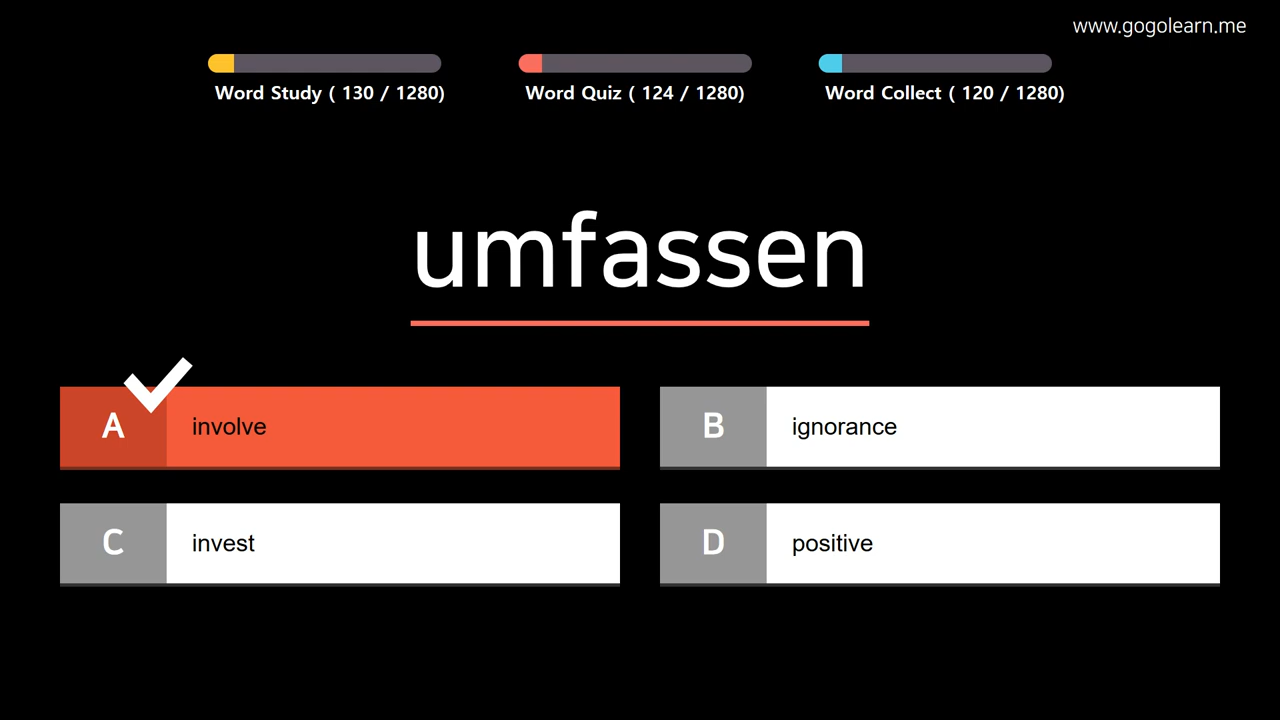 www.gogolearn.me
Word Study ( 130 / 1280)
Word Quiz ( 124 / 1280)
Word Collect ( 120 / 1280)
umfassen
A involve
B ignorance
C invest
D positive